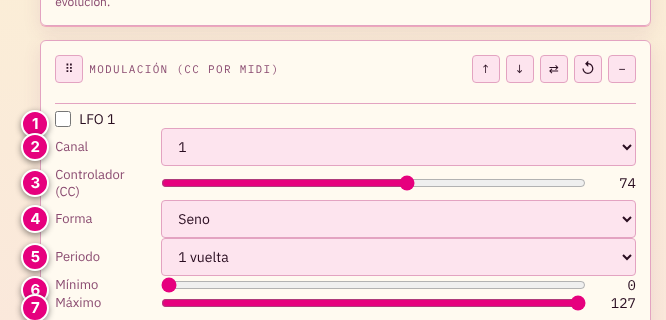 evolución.
⠿ MODULACIÓN (CC POR MIDI) ↑ ↓ ⇄ ↺ −
1 LFO 1
2 Canal 1
3 Controlador (CC) 74
4 Forma Seno
5 Periodo 1 vuelta
6 Mínimo 0
7 Máximo 127